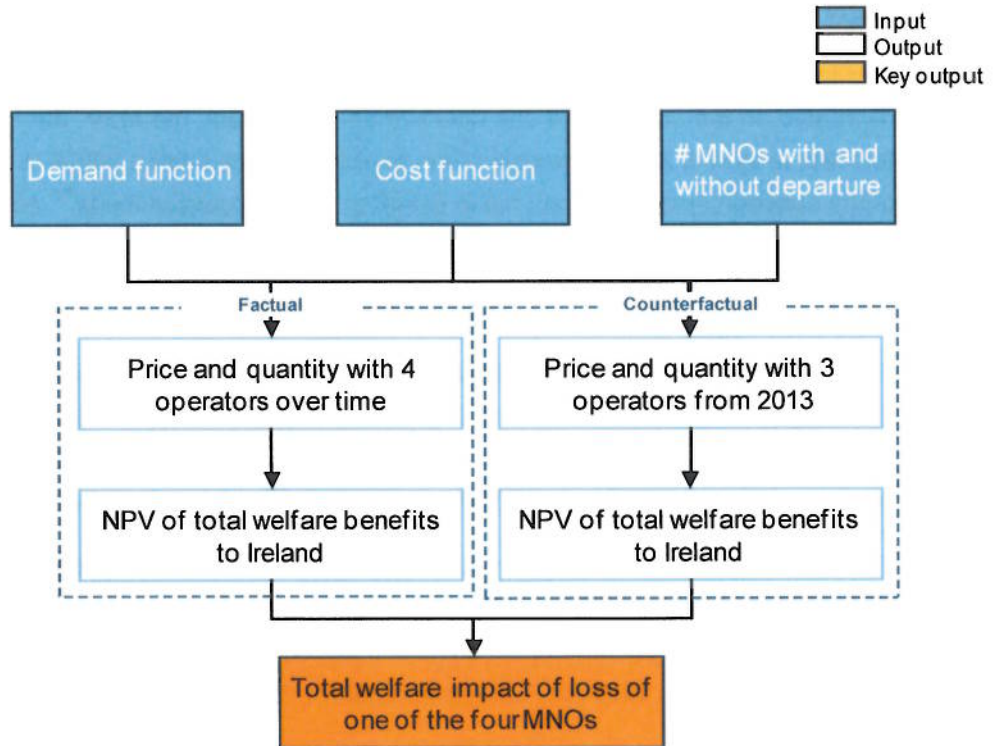 Input
Output
Key output
Demand function
Cost function
# MNOs with and
without departure
Factual
Counterfactual
Price and quantity with 4
operators over time
Price and quantity with 3
operators from 2013
NPV of total welfare benefits
to Ireland
NPV of total welfare benefits
to Ireland
Total welfare impact of loss of
one of the four MNOs